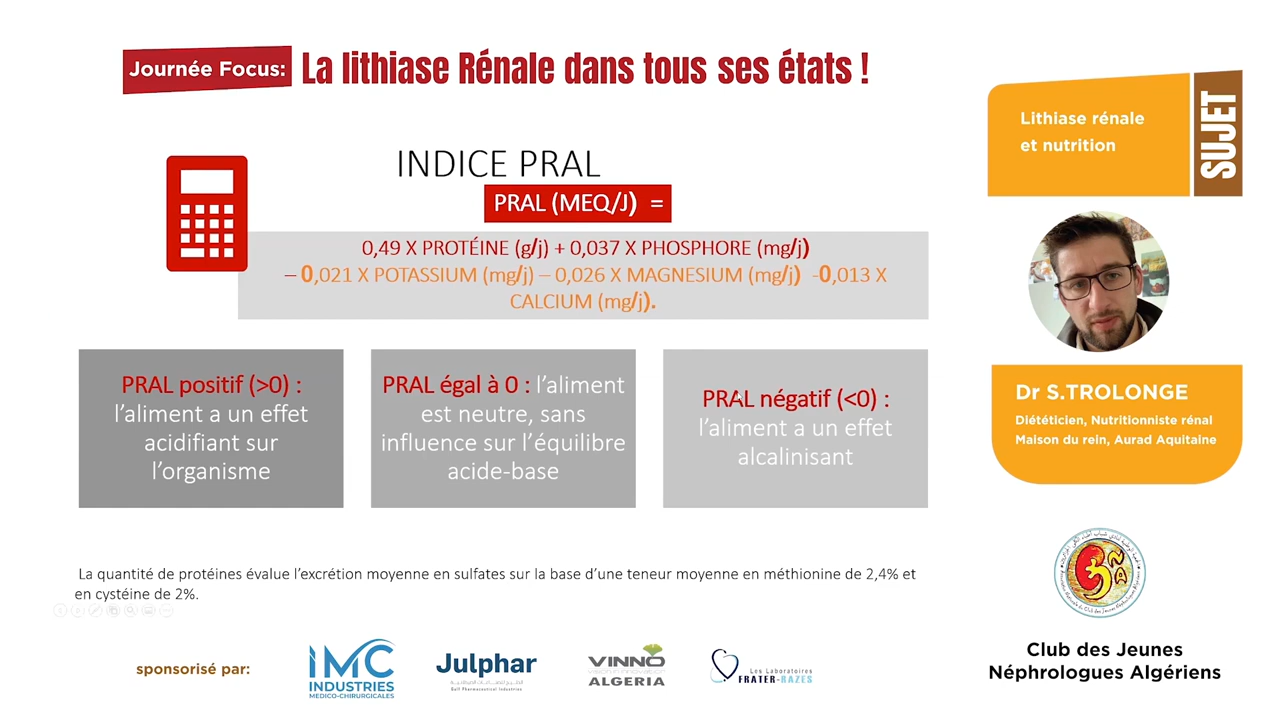 Journée Focus: La lithiase Rénale dans tous ses états !
SUJET
Lithiase rénale
et nutrition
INDICE PRAL
PRAL (MEQ/J) =
0,49 X PROTÉINE (g/j) + 0,037 X PHOSPHORE (mg/j)
– 0,021 X POTASSIUM (mg/j) – 0,026 X MAGNESIUM (mg/j) -0,013 X
CALCIUM (mg/j).
PRAL positif (>0) :
l’aliment a un effet
acidifiant sur
l’organisme
PRAL égal à 0 : l’aliment
est neutre, sans
influence sur l’équilibre
acide-base
PRAL négatif (<0) :
l’aliment a un effet
alcalinisant
Dr S.TROLONGE
Diététicien, Nutritionniste rénal
Maison du rein, Aurad Aquitaine
La quantité de protéines évalue l’excrétion moyenne en sulfates sur la base d’une teneur moyenne en méthionine de 2,4% et
en cystéine de 2%.
Club des Jeunes
Néphrologues Algériens
sponsorisé par:
IMC
INDUSTRIES
MEDICO-CHIRURGICALES
Julphar
Gulf Pharmaceutical Industries
VINNO
ALGERIA
Les Laboratoires
FRATER-RAZES